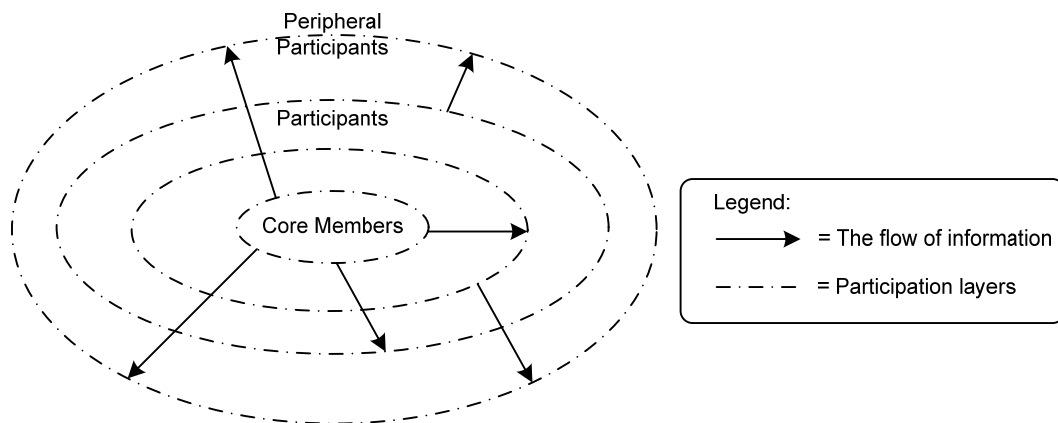 Peripheral
Participants
Participants
Core Members
Legend:
= The flow of information
= Participation layers